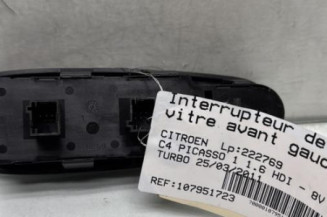 Interrupteur de
vitre avant gauc
CITROEN Lp:222769
C4 PICASSO 1 1.6 HDI - 8V
TURBO 25/03/2011
REF:107951723